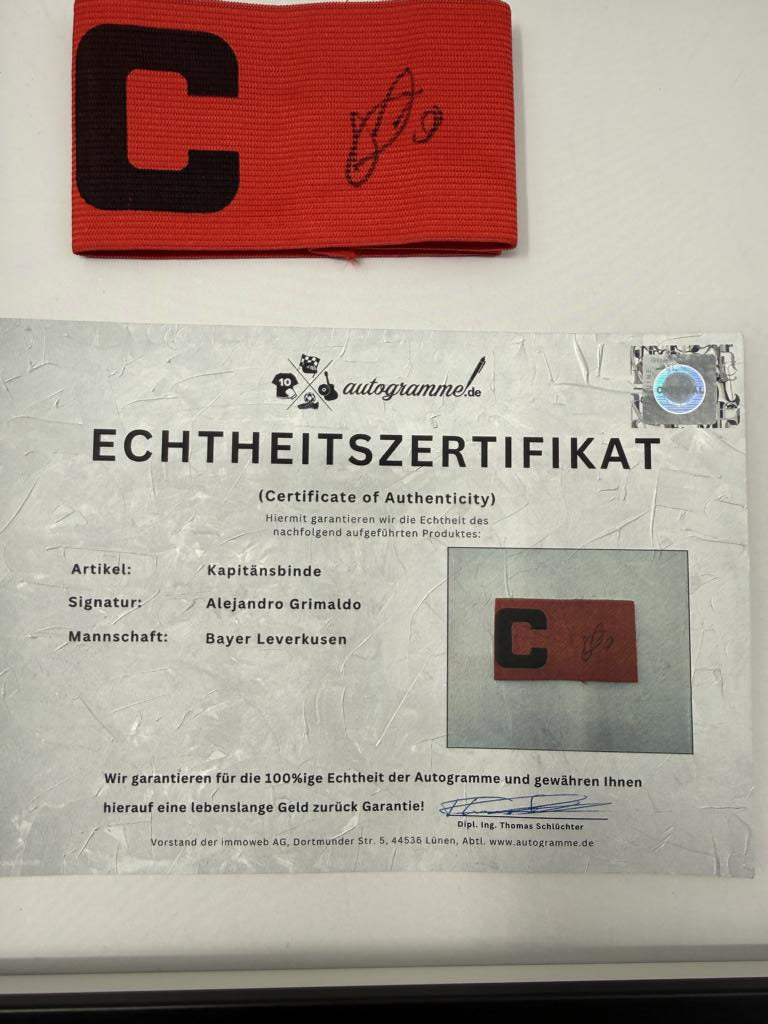 C
10
autogramme!.de
ECHTHEITSZERTIFIKAT
(Certificate of Authenticity)
Hiermit garantieren wir die Echtheit des
nachfolgend aufgeführten Produktes:
Artikel: Kapitänsbinde
Signatur: Alejandro Grimaldo
Mannschaft: Bayer Leverkusen
C
Wir garantieren für die 100%ige Echtheit der Autogramme und gewähren Ihnen
hierauf eine lebenslange Geld zurück Garantie!
Dipl. Ing. Thomas Schlüchter
Vorstand der immoweb AG, Dortmunder Str. 5, 44536 Lünen, Abtl. www.autogramme.de